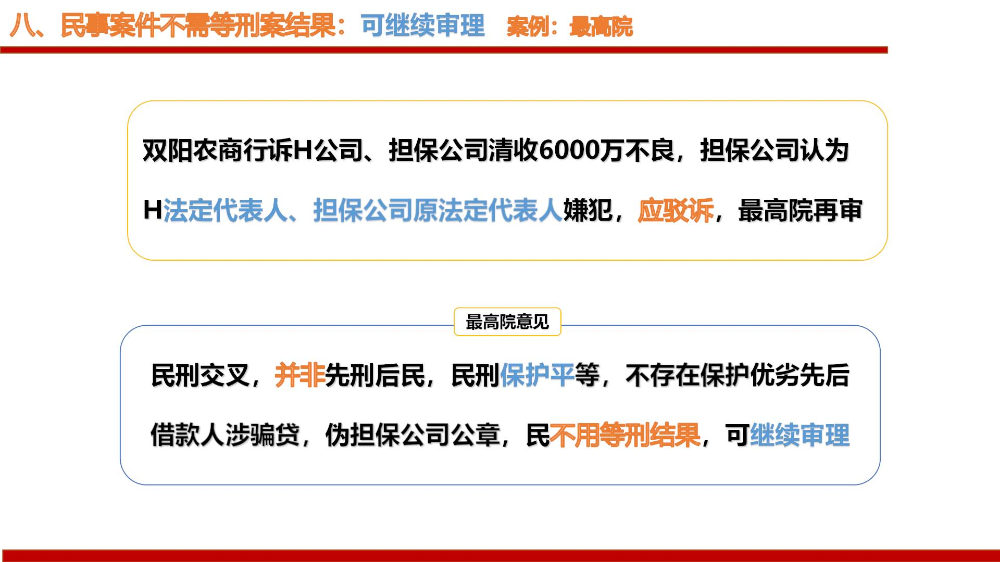 八、民事案件不需等刑案结果：可继续审理 案例：最高院
双阳农商行诉H公司、担保公司清收6000万不良，担保公司认为
H法定代表人、担保公司原法定代表人嫌犯，应驳诉，最高院再审
最高院意见
民刑交叉，并非先刑后民，民刑保护平等，不存在保护优劣先后
借款人涉骗贷，伪担保公司公章，民不用等刑结果，可继续审理